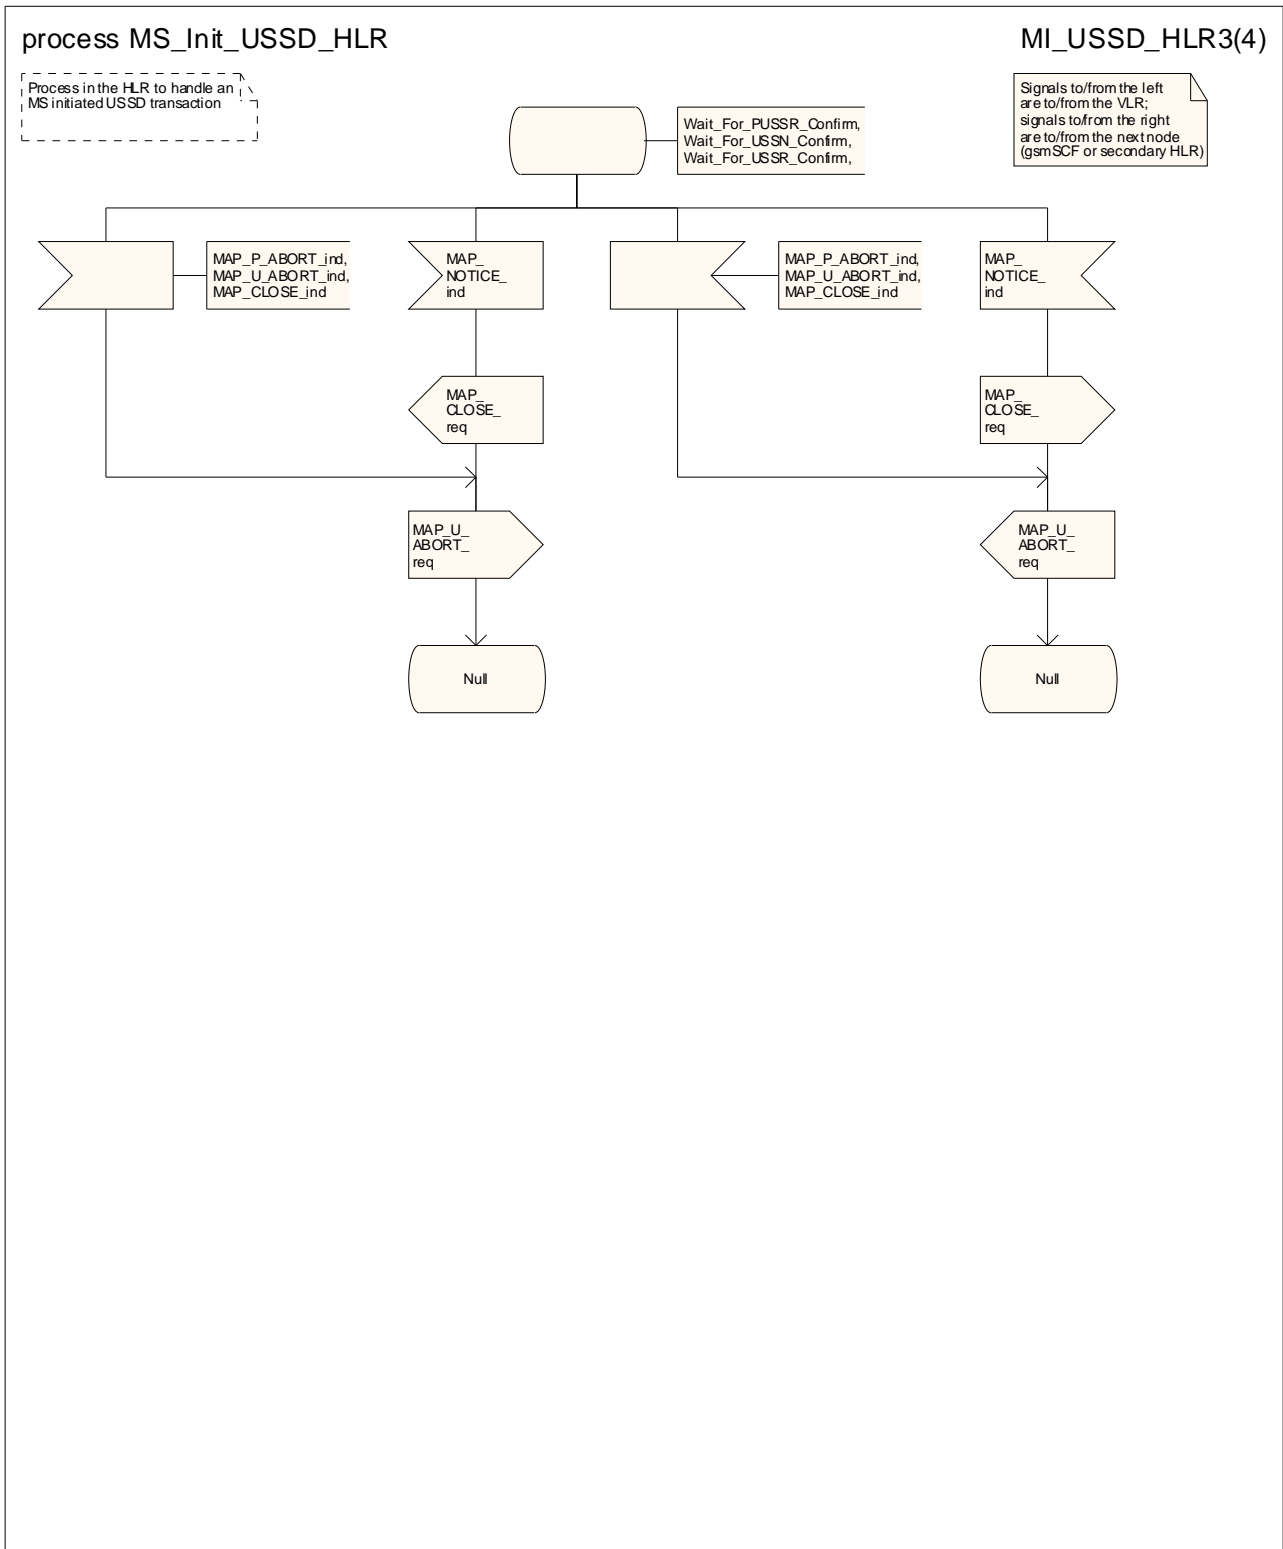 process MS_Init_USSD_HLR
MI_USSD_HLR3(4)
Process in the HLR to handle an
MS initiated USSD transaction
Signals to/from the left
are to/from the VLR;
signals to/from the right
are to/from the next node
(gsmSCF or secondary HLR)
Wait_For_PUSSR_Confirm,
Wait_For_USSN_Confirm,
Wait_For_USSR_Confirm,
MAP_P_ABORT_ind,
MAP_U_ABORT_ind,
MAP_CLOSE_ind
MAP_
NOTICE_
ind
MAP_P_ABORT_ind,
MAP_U_ABORT_ind,
MAP_CLOSE_ind
MAP_
NOTICE_
ind
MAP_
CLOSE_
req
MAP_
CLOSE_
req
MAP_U_
ABORT_
req
MAP_U_
ABORT_
req
Null
Null